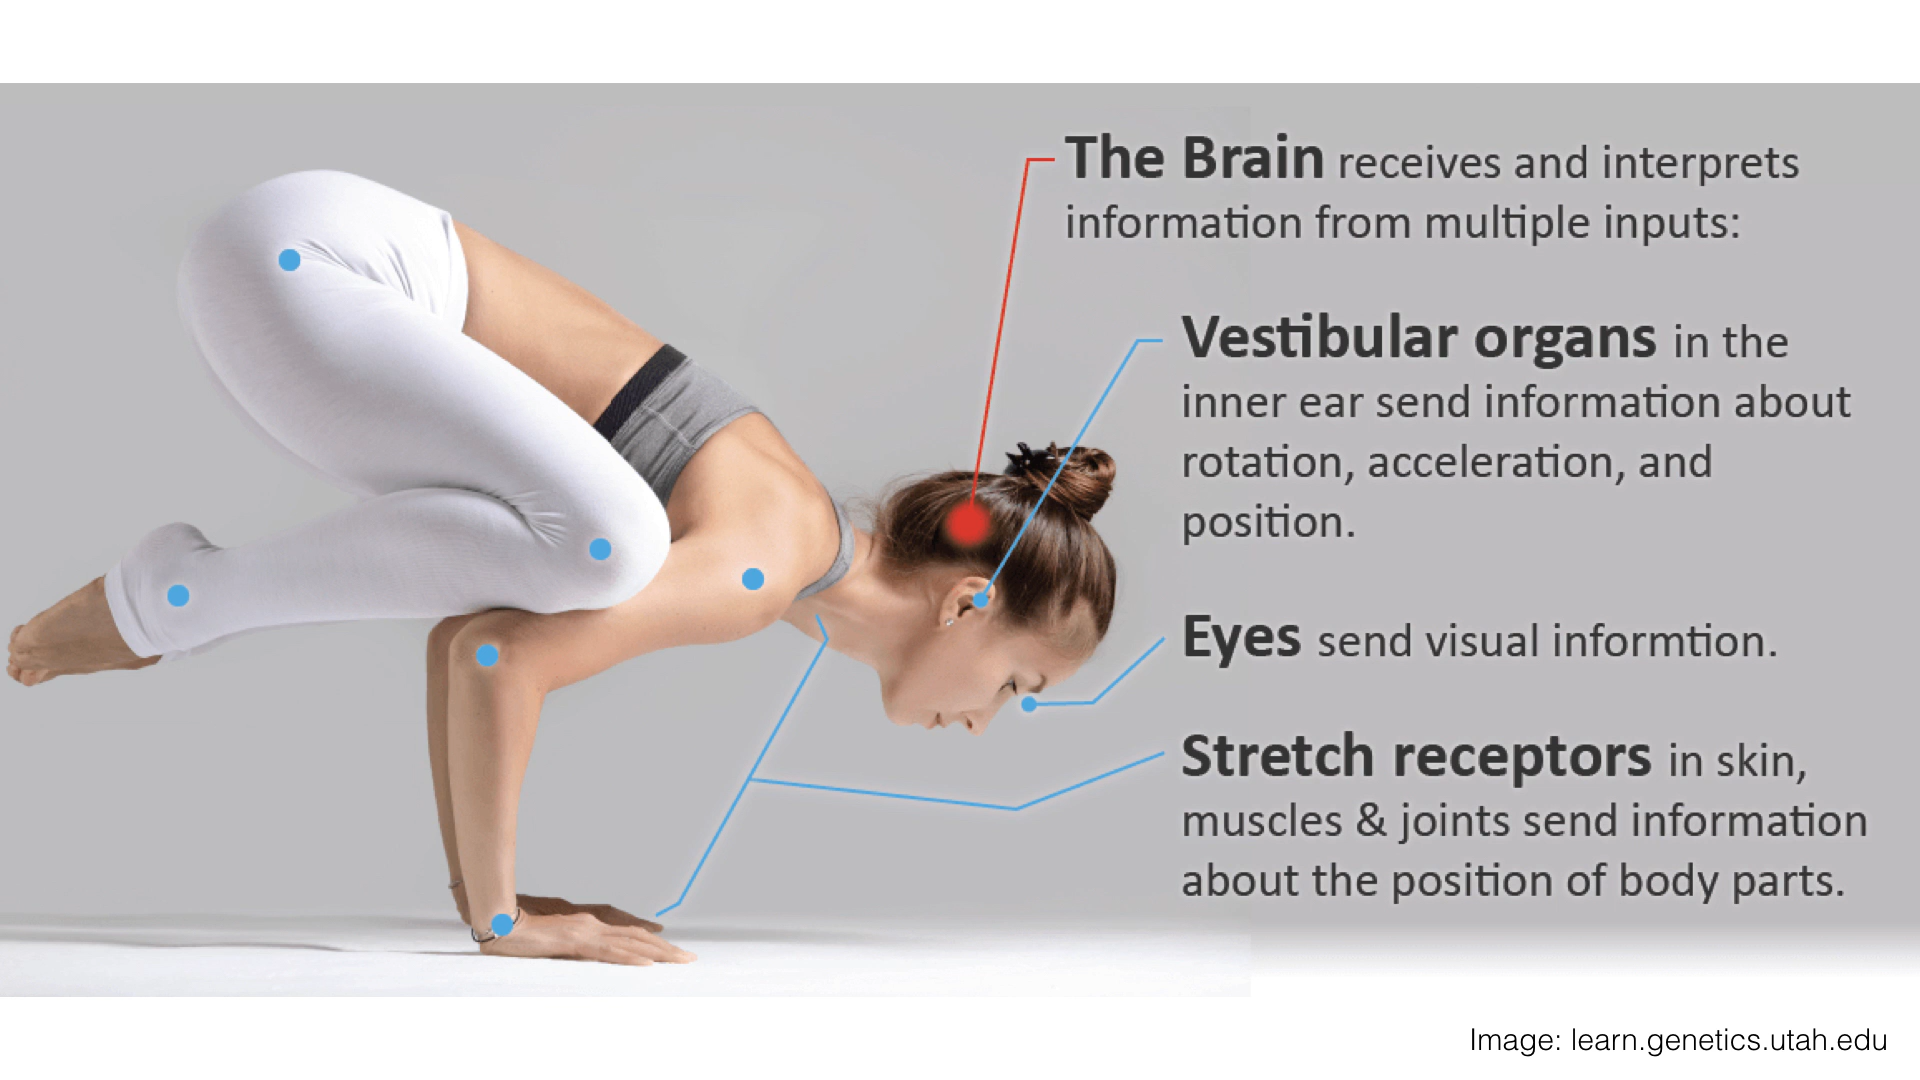 The Brain receives and interprets
information from multiple inputs:
Vestibular organs in the
inner ear send information about
rotation, acceleration, and
position.
Eyes send visual informtion.
Stretch receptors in skin,
muscles & joints send information
about the position of body parts.
Image: learn.genetics.utah.edu